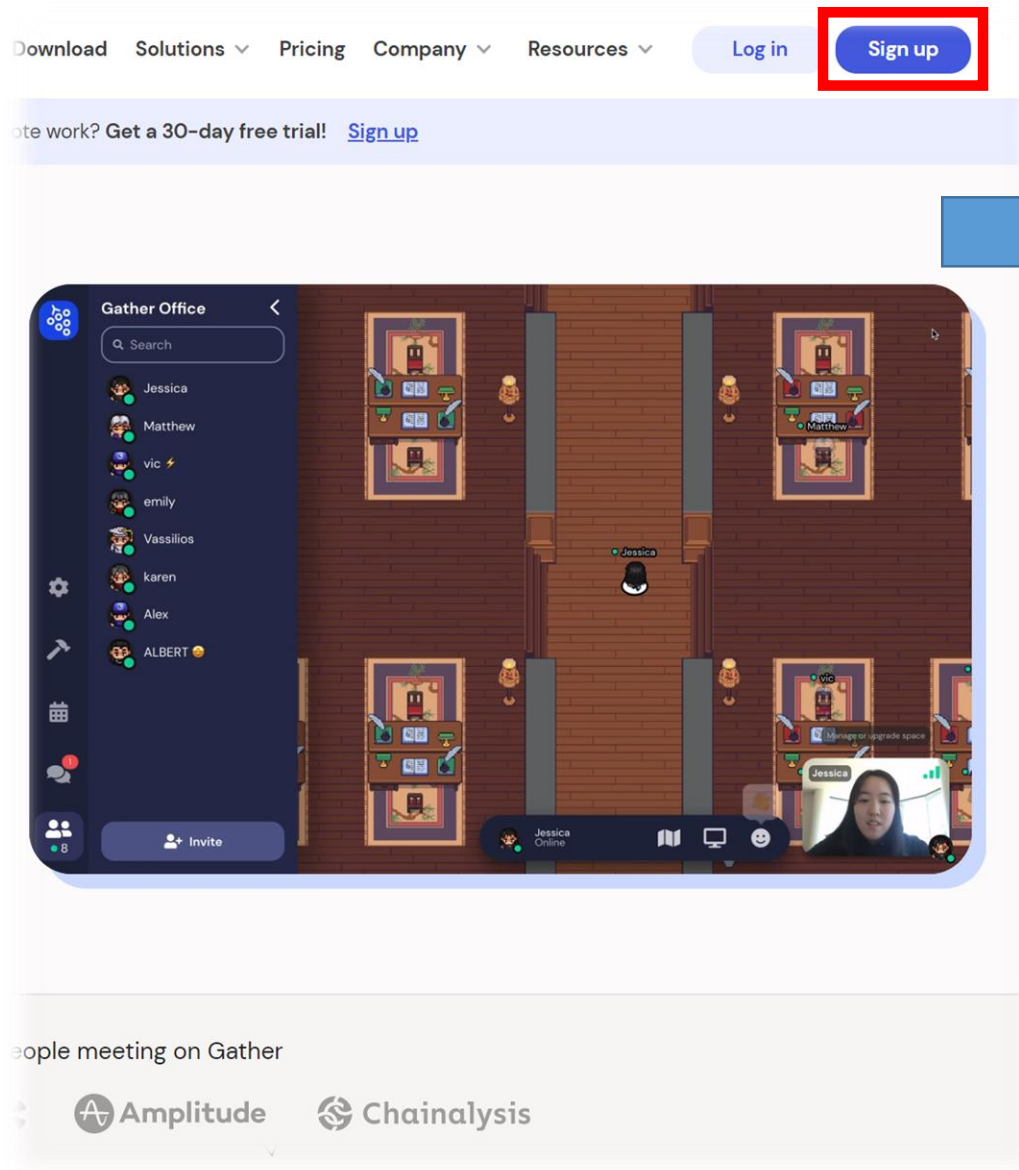 Download Solutions Pricing Company Resources Log in Sign up
work? Get a 30-day free trial! Sign up
Gather Office
Search
Jessica
Matthew
vic ⚡
emily
Vassilios
karen
Alex
ALBERT 🤩
8
Invite
1
Matthew
Jessica
vic
Manage or upgrade space
Jessica
Jessica
Online
meeting on Gather
Amplitude Chainalysis